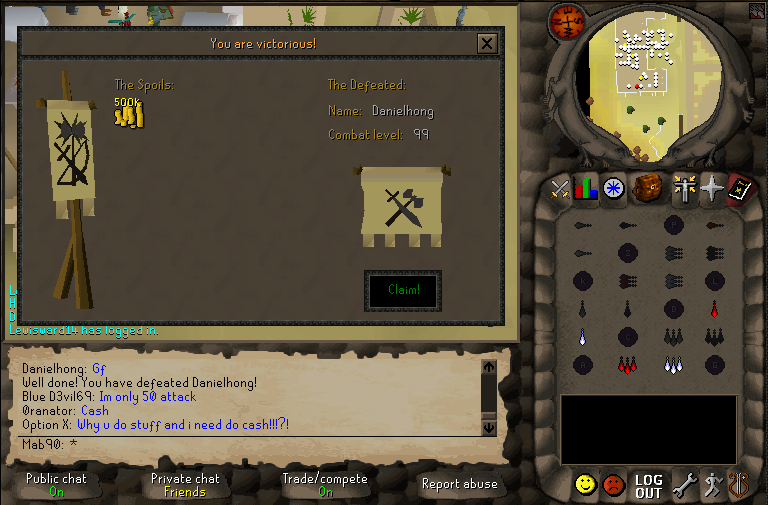 You are victorious!
The Spoils:
500K
The Defeated:
Name: Danielhong
Combat level: 99
Claim!
Lewisward14 has logged in.
Danielhong: Gf
Well done! You have defeated Danielhong!
Blue D3vil69: Im only 50 attack
0ranator: Cash
Option X: Why u do stuff and i need do cash!!!?!
Mab90: *
Public chat
On
Private chat
Friends
Trade/compete
On
Report abuse
LOG
OUT